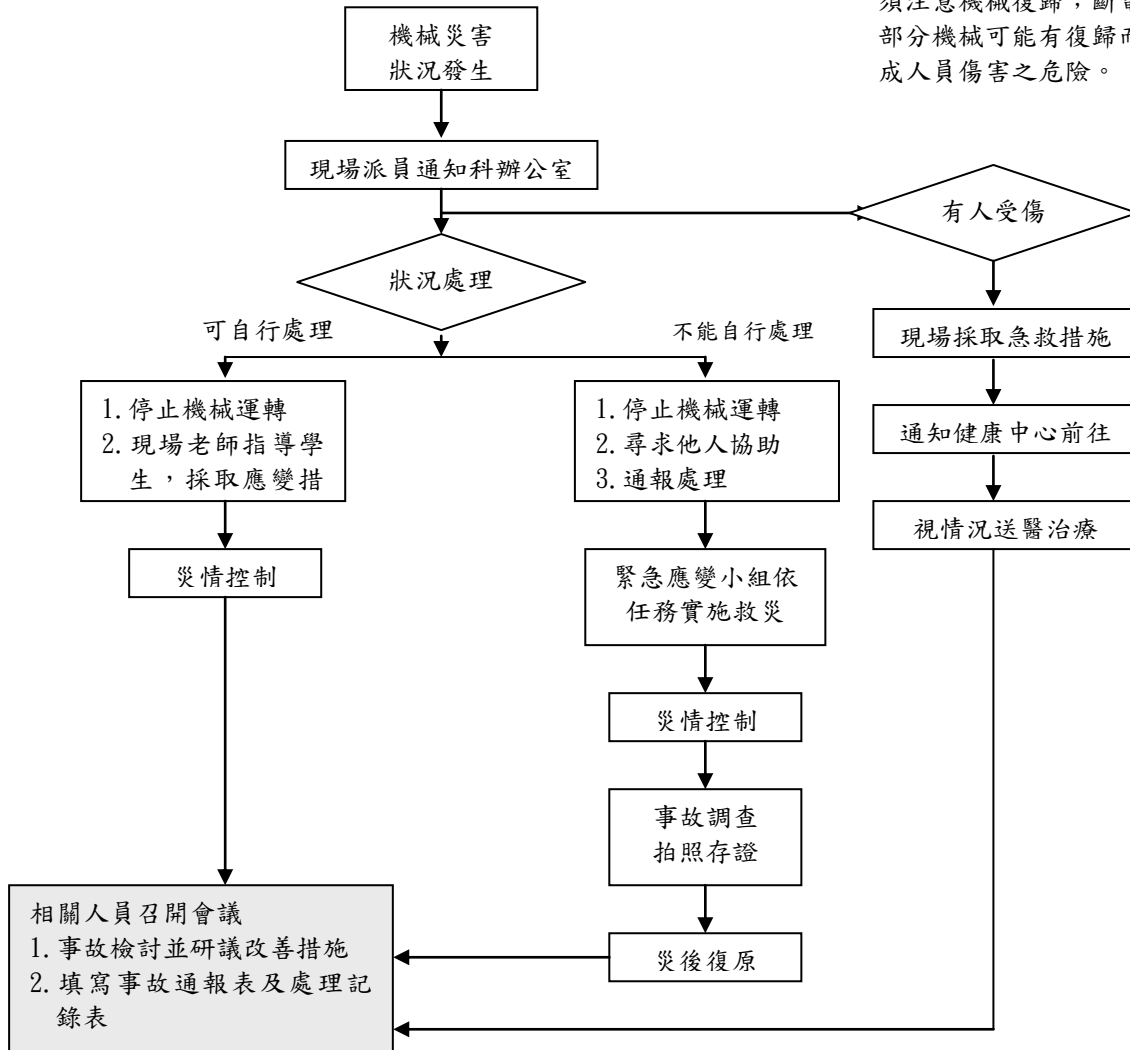 須注意機械復歸，斷電
部分機械可能有復歸而
成人員傷害之危險。
機械災害
狀況發生
現場派員通知科辦公室
有人受傷
狀況處理
可自行處理
不能自行處理
現場採取急救措施
1.停止機械運轉
2.現場老師指導學
生，採取應變措
1.停止機械運轉
2.尋求他人協助
3.通報處理
通知健康中心前往
視情況送醫治療
災情控制
緊急應變小組依
任務實施救災
災情控制
事故調查
拍照存證
相關人員召開會議
1.事故檢討並研議改善措施
2.填寫事故通報表及處理記
錄表
災後復原